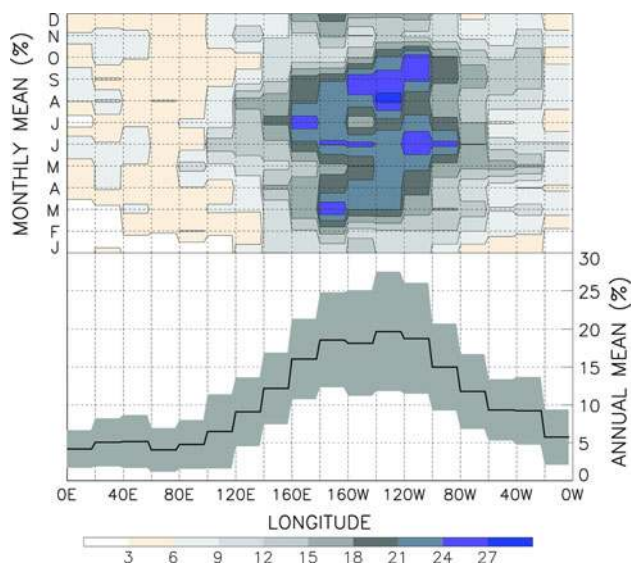 MONTHLY MEAN (%)
D
N
O
S
A
J
J
M
A
M
F
J
30
25
20
15
10
5
0
ANNUAL MEAN (%)
0E 40E 80E 120E 160E 160W 120W 80W 40W 0W
LONGITUDE
3 6 9 12 15 18 21 24 27